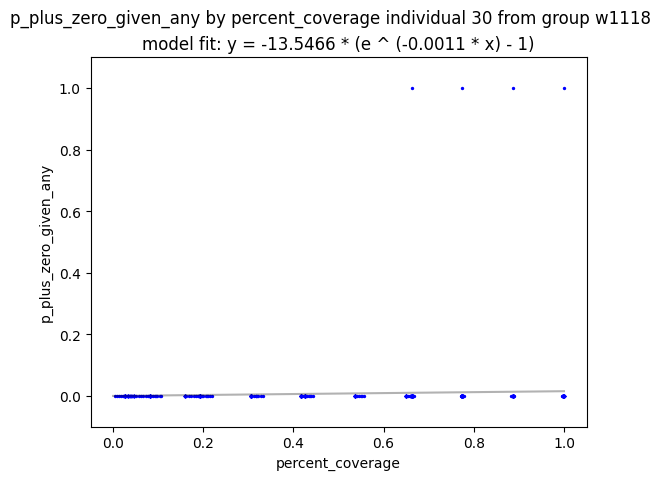 p_plus_zero_given_any by percent_coverage individual 30 from group w1118
model fit: y = -13.5466 * (e ^ (-0.0011 * x) - 1)
1.0
0.8
0.6
0.4
0.2
0.0
p_plus_zero_given_any
0.0 0.2 0.4 0.6 0.8 1.0
percent_coverage